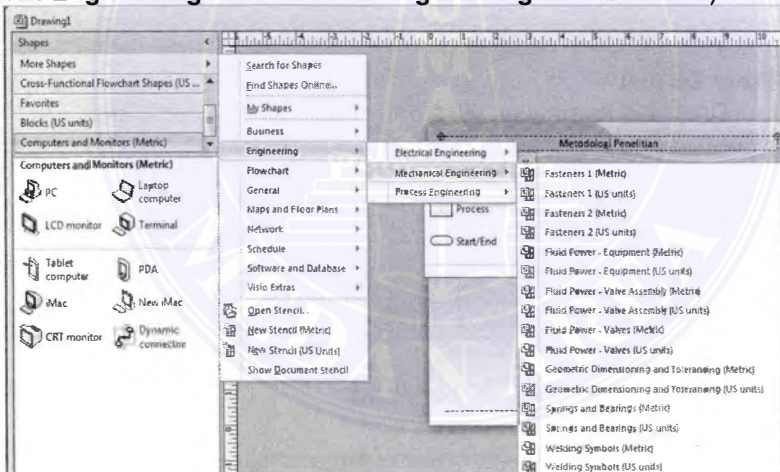 Drawing1
Shapes
More Shapes
Cross-Functional Flowchart Shapes (US ...
Favorites
Blocks (US units)
Computers and Monitors (Metric)
Computers and Monitors (Metric)
PC
Laptop computer
LCD monitor
Terminal
Tablet computer
PDA
iMac
New iMac
CRT monitor
Dynamic connection
Search for Shapes
Find Shapes Online...
My Shapes
Business
Engineering
Flowchart
General
Maps and Floor Plans
Network
Schedule
Software and Database
Visio Extras
Open Stencil...
New Stencil (Metric)
New Stencil (US Units)
Show Document Stencil
Electrical Engineering
Mechanical Engineering
Process Engineering
Metodologi Penelitian
Process
Start/End
Fasteners 1 (Metric)
Fasteners 1 (US units)
Fasteners 2 (Metric)
Fasteners 2 (US units)
Fluid Power - Equipment (Metric)
Fluid Power - Equipment (US units)
Fluid Power - Valve Assembly (Metric)
Fluid Power - Valve Assembly (US units)
Fluid Power - Valves (Metric)
Fluid Power - Valves (US units)
Geometric Dimensioning and Tolerancing (Metric)
Geometric Dimensioning and Tolerancing (US units)
Springs and Bearings (Metric)
Springs and Bearings (US units)
Welding Symbols (Metric)
Welding Symbols (US units)